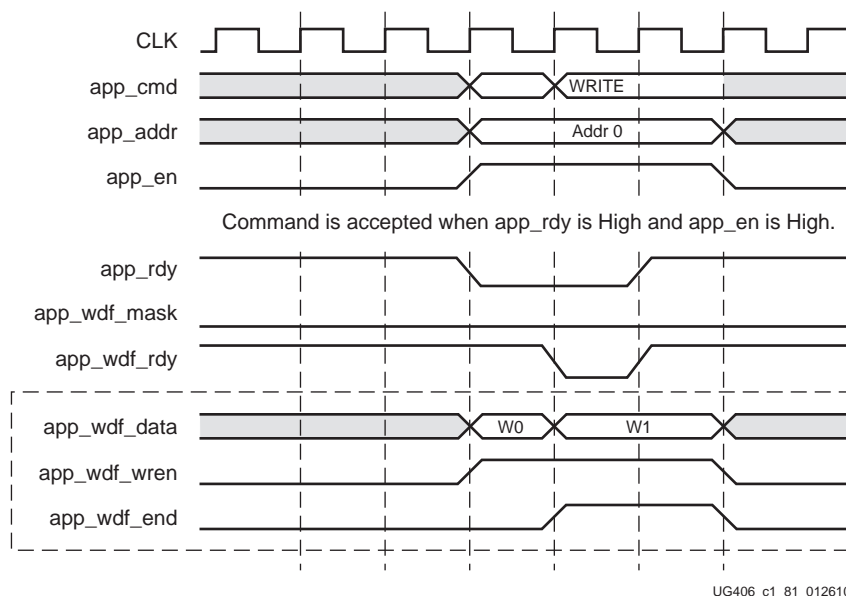 CLK
app_cmd
WRITE
app_addr
Addr 0
app_en
Command is accepted when app_rdy is High and app_en is High.
app_rdy
app_wdf_mask
app_wdf_rdy
app_wdf_data
W0
W1
app_wdf_wren
app_wdf_end
UG406_c1_81_012610